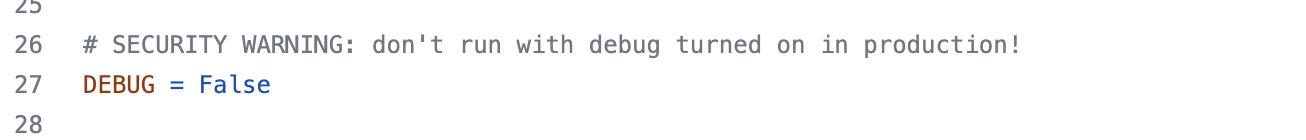 25
26 # SECURITY WARNING: don't run with debug turned on in production!
27 DEBUG = False
28